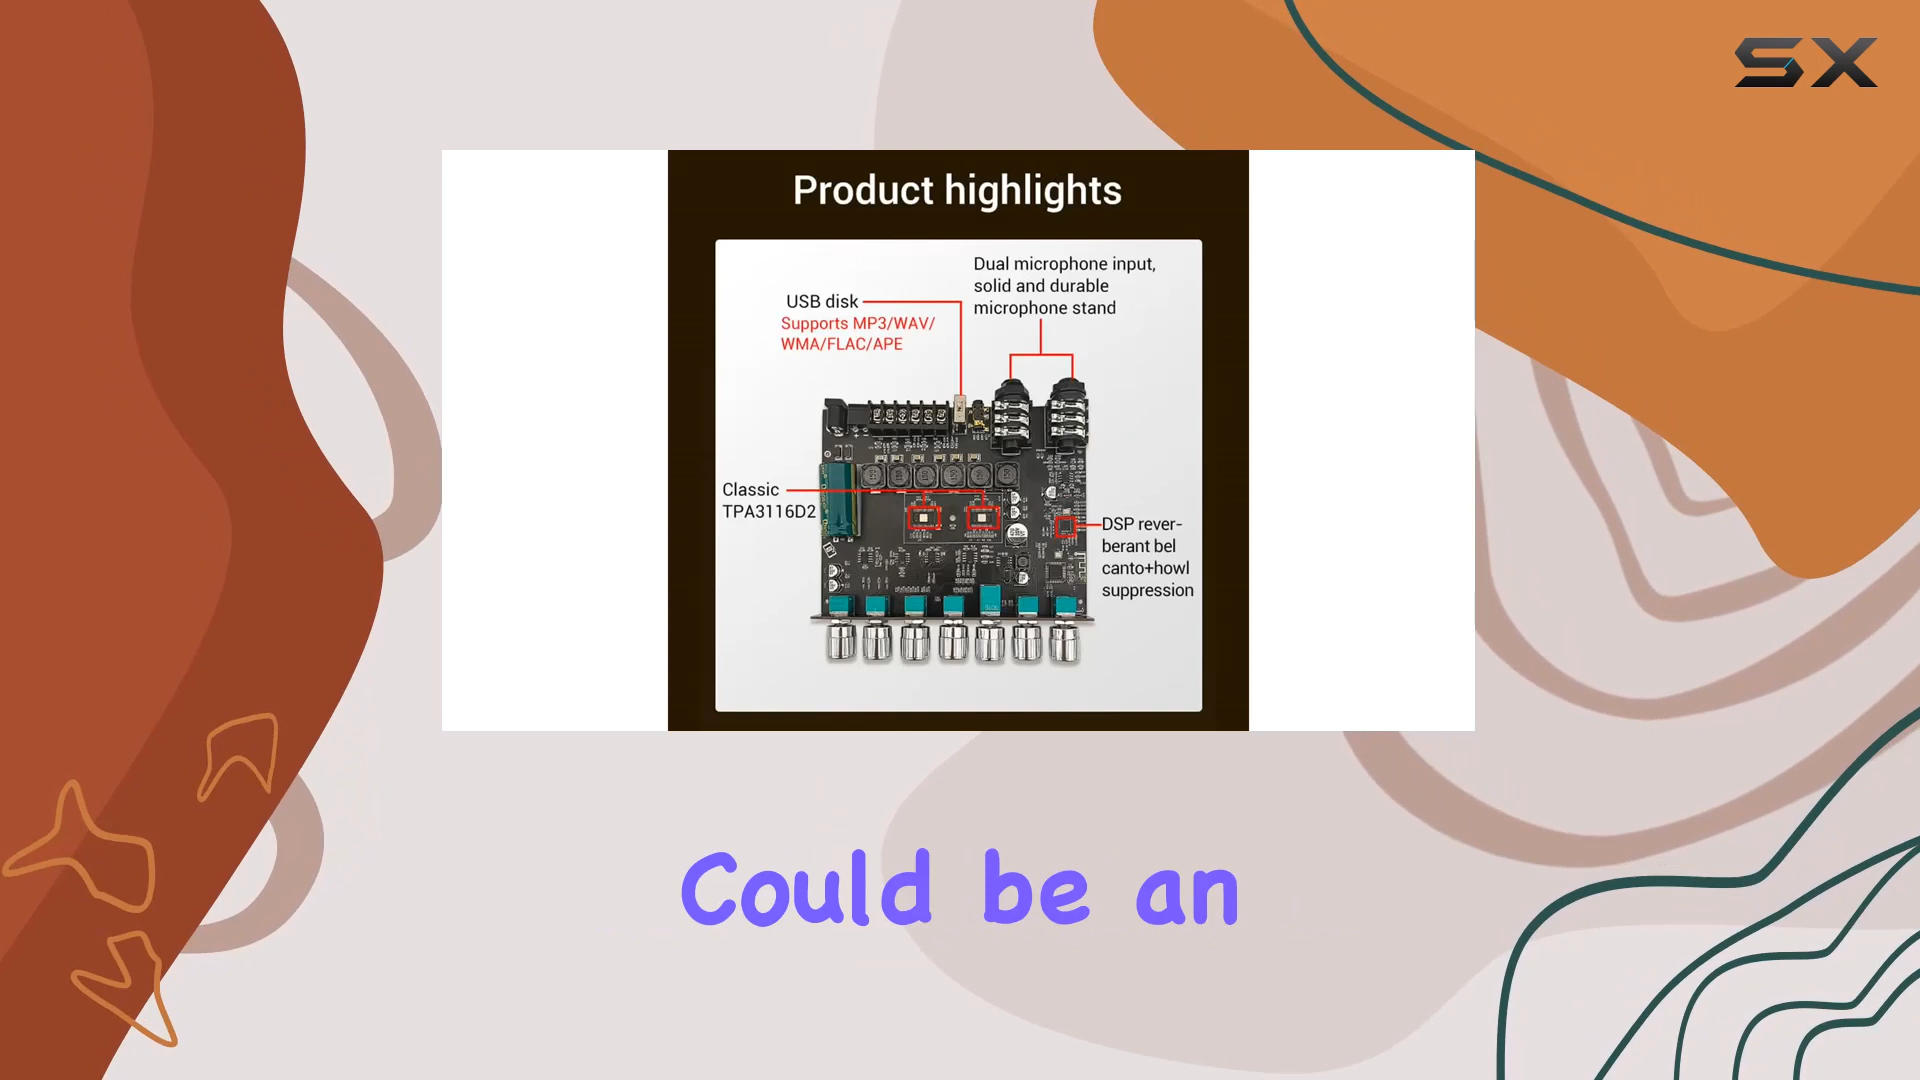 SX
Product highlights
Dual microphone input,
solid and durable
microphone stand
USB disk
Supports MP3/WAV/
WMA/FLAC/APE
Classic
TPA3116D2
DSP rever-
berant bel
canto+howl
suppression
Could be an